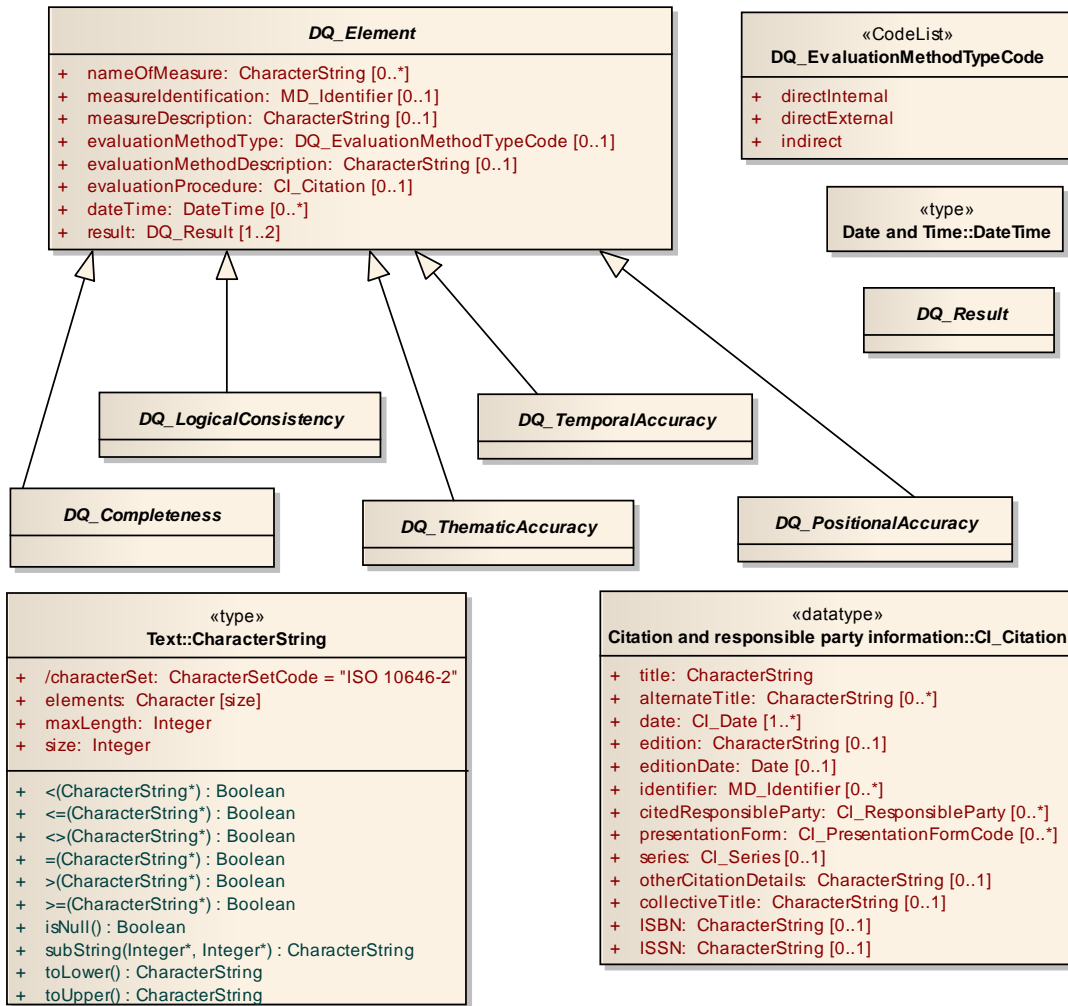 DQ_Element
+ nameOfMeasure: CharacterString [0..*]
+ measureIdentification: MD_Identifier [0..1]
+ measureDescription: CharacterString [0..1]
+ evaluationMethodType: DQ_EvaluationMethodTypeCode [0..1]
+ evaluationMethodDescription: CharacterString [0..1]
+ evaluationProcedure: CI_Citation [0..1]
+ dateTime: DateTime [0..*]
+ result: DQ_Result [1..2]
«CodeList»
DQ_EvaluationMethodTypeCode
+ directInternal
+ directExternal
+ indirect
«type»
Date and Time::DateTime
DQ_Result
DQ_LogicalConsistency
DQ_TemporalAccuracy
DQ_Completeness
DQ_ThematicAccuracy
DQ_PositionalAccuracy
«type»
Text::CharacterString
+ /characterSet: CharacterSetCode = "ISO 10646-2"
+ elements: Character [size]
+ maxLength: Integer
+ size: Integer
+ <(CharacterString*) : Boolean
+ <=(CharacterString*) : Boolean
+ <>(CharacterString*) : Boolean
+ =(CharacterString*) : Boolean
+ >(CharacterString*) : Boolean
+ >=(CharacterString*) : Boolean
+ isNull() : Boolean
+ subString(Integer*, Integer*) : CharacterString
+ toLower() : CharacterString
+ toUpper() : CharacterString
«datatype»
Citation and responsible party information::CI_Citation
+ title: CharacterString
+ alternateTitle: CharacterString [0..*]
+ date: CI_Date [1..*]
+ edition: CharacterString [0..1]
+ editionDate: Date [0..1]
+ identifier: MD_Identifier [0..*]
+ citedResponsibleParty: CI_ResponsibleParty [0..*]
+ presentationForm: CI_PresentationFormCode [0..*]
+ series: CI_Series [0..1]
+ otherCitationDetails: CharacterString [0..1]
+ collectiveTitle: CharacterString [0..1]
+ ISBN: CharacterString [0..1]
+ ISSN: CharacterString [0..1]